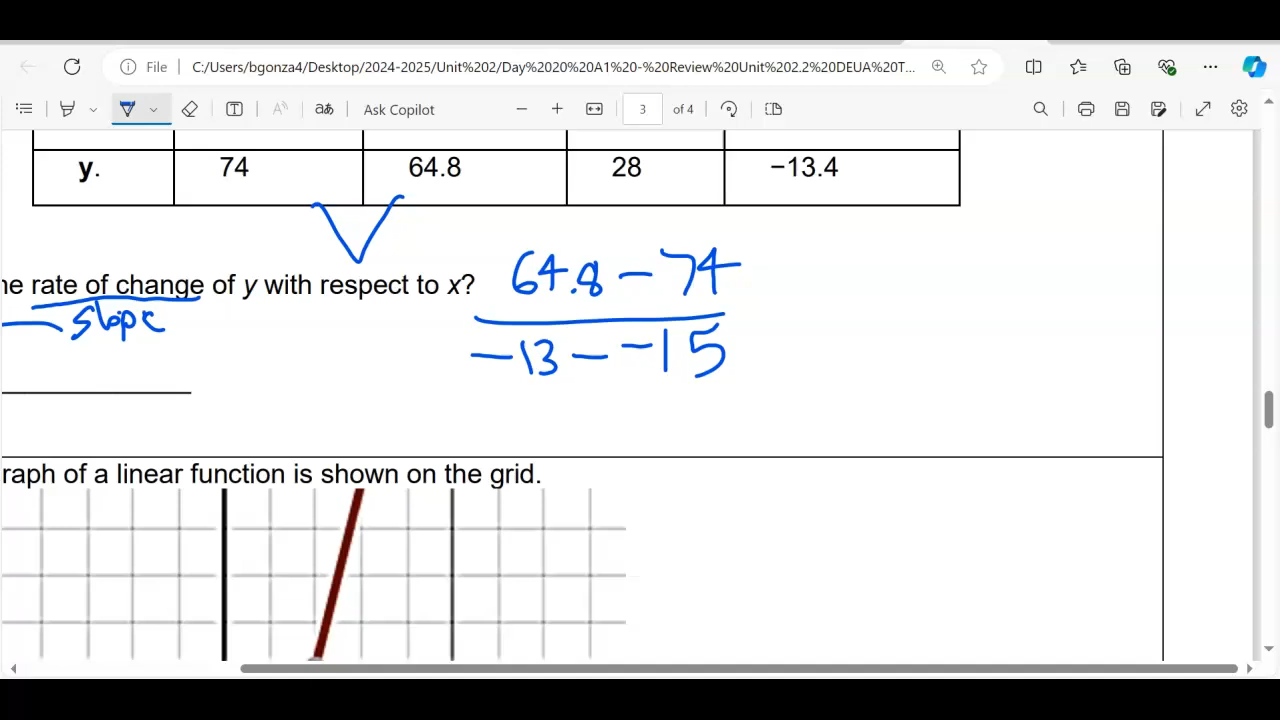 File C:/Users/bgonza4/Desktop/2024-2025/Unit%202/Day%2020%20A1%20-%20Review%20Unit%202.2%20DEUA%20T...
Ask Copilot 3 of 4
y. 74 64.8 28 −13.4
he rate of change of y with respect to x?
64.8 - 74
slope
-13 - -15
raph of a linear function is shown on the grid.